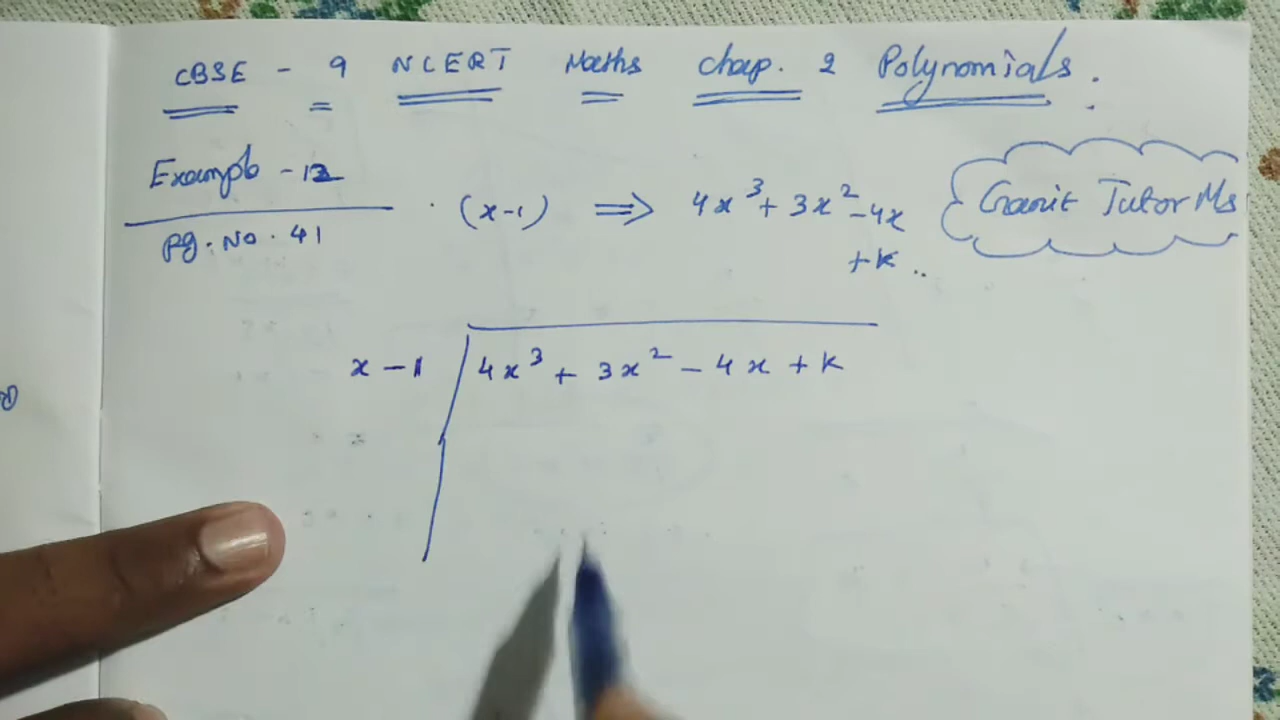 CBSE - 9 NCERT Maths chap. 2 Polynomials.
Example - 12
pg. No. 41
(x-1) ⇒ 4x³ + 3x² - 4x
+ k ..
Ganit Tutor Ms
x - 1 4x³ + 3x² - 4x + k